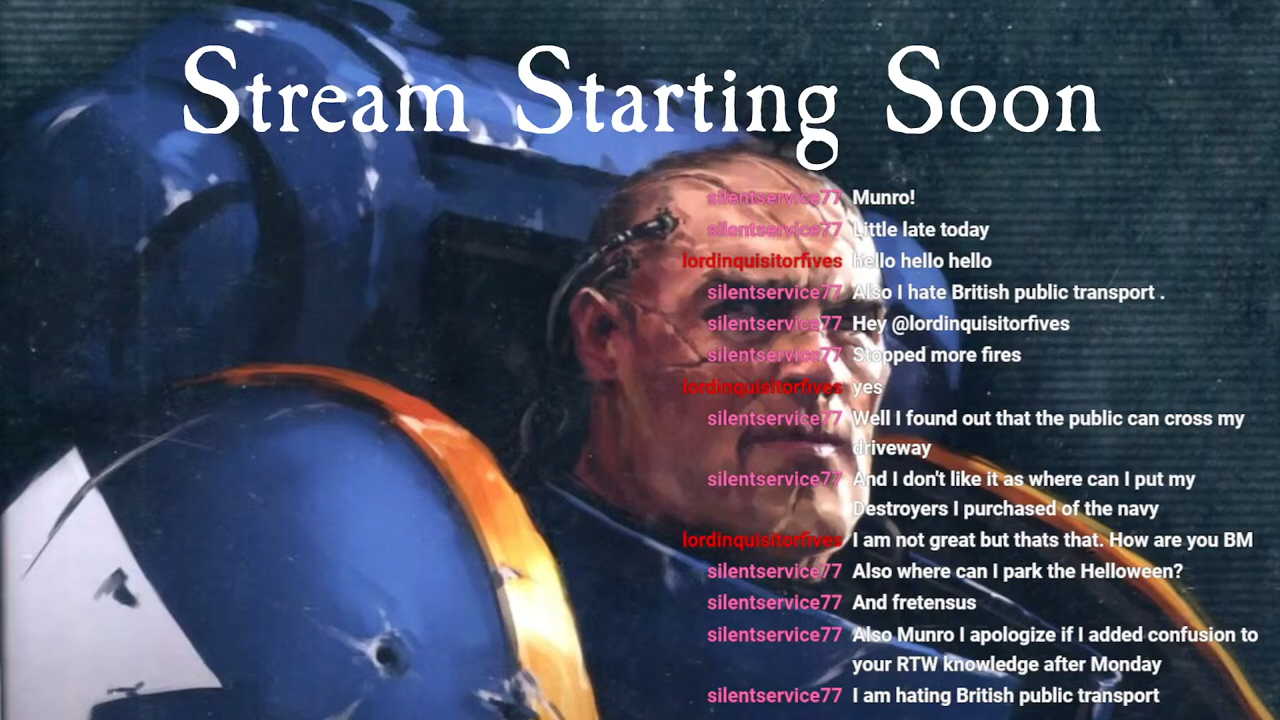 Stream Starting Soon
silentservice77 Munro!
silentservice77 Little late today
lordinquisitorfives hello hello hello
silentservice77 Also I hate British public transport .
silentservice77 Hey @lordinquisitorfives
silentservice77 Stopped more fires
lordinquisitorfives yes
silentservice77 Well I found out that the public can cross my
driveway
silentservice77 And I don't like it as where can I put my
Destroyers I purchased of the navy
lordinquisitorfives I am not great but thats that. How are you BM
silentservice77 Also where can I park the Helloween?
silentservice77 And fretensus
silentservice77 Also Munro I apologize if I added confusion to
your RTW knowledge after Monday
silentservice77 I am hating British public transport